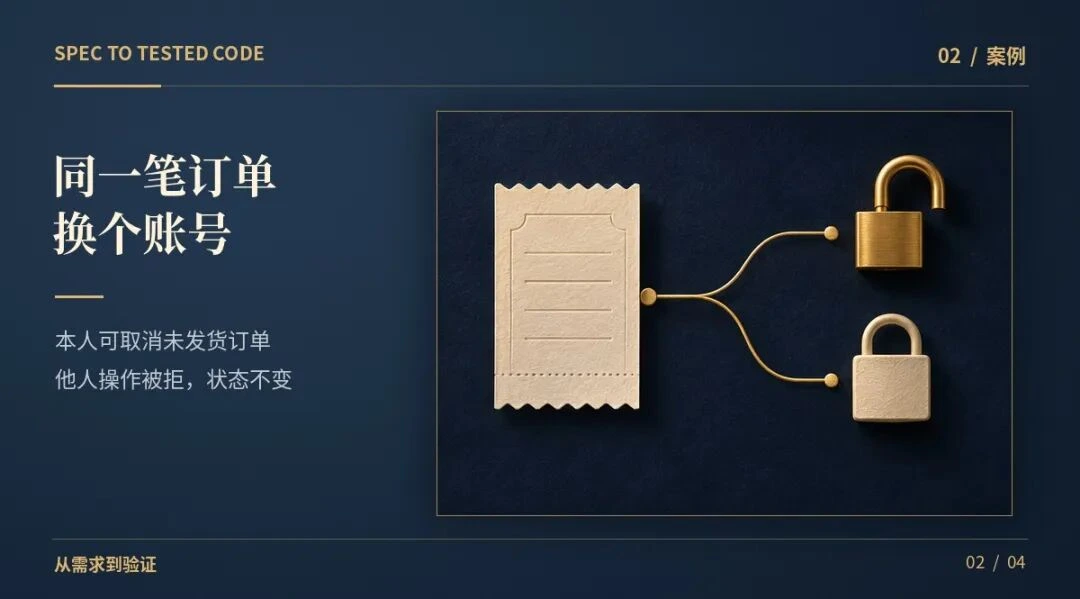 SPEC TO TESTED CODE
02 / 案例
同一笔订单
换个账号
本人可取消未发货订单
他人操作被拒，状态不变
从需求到验证
02 / 04